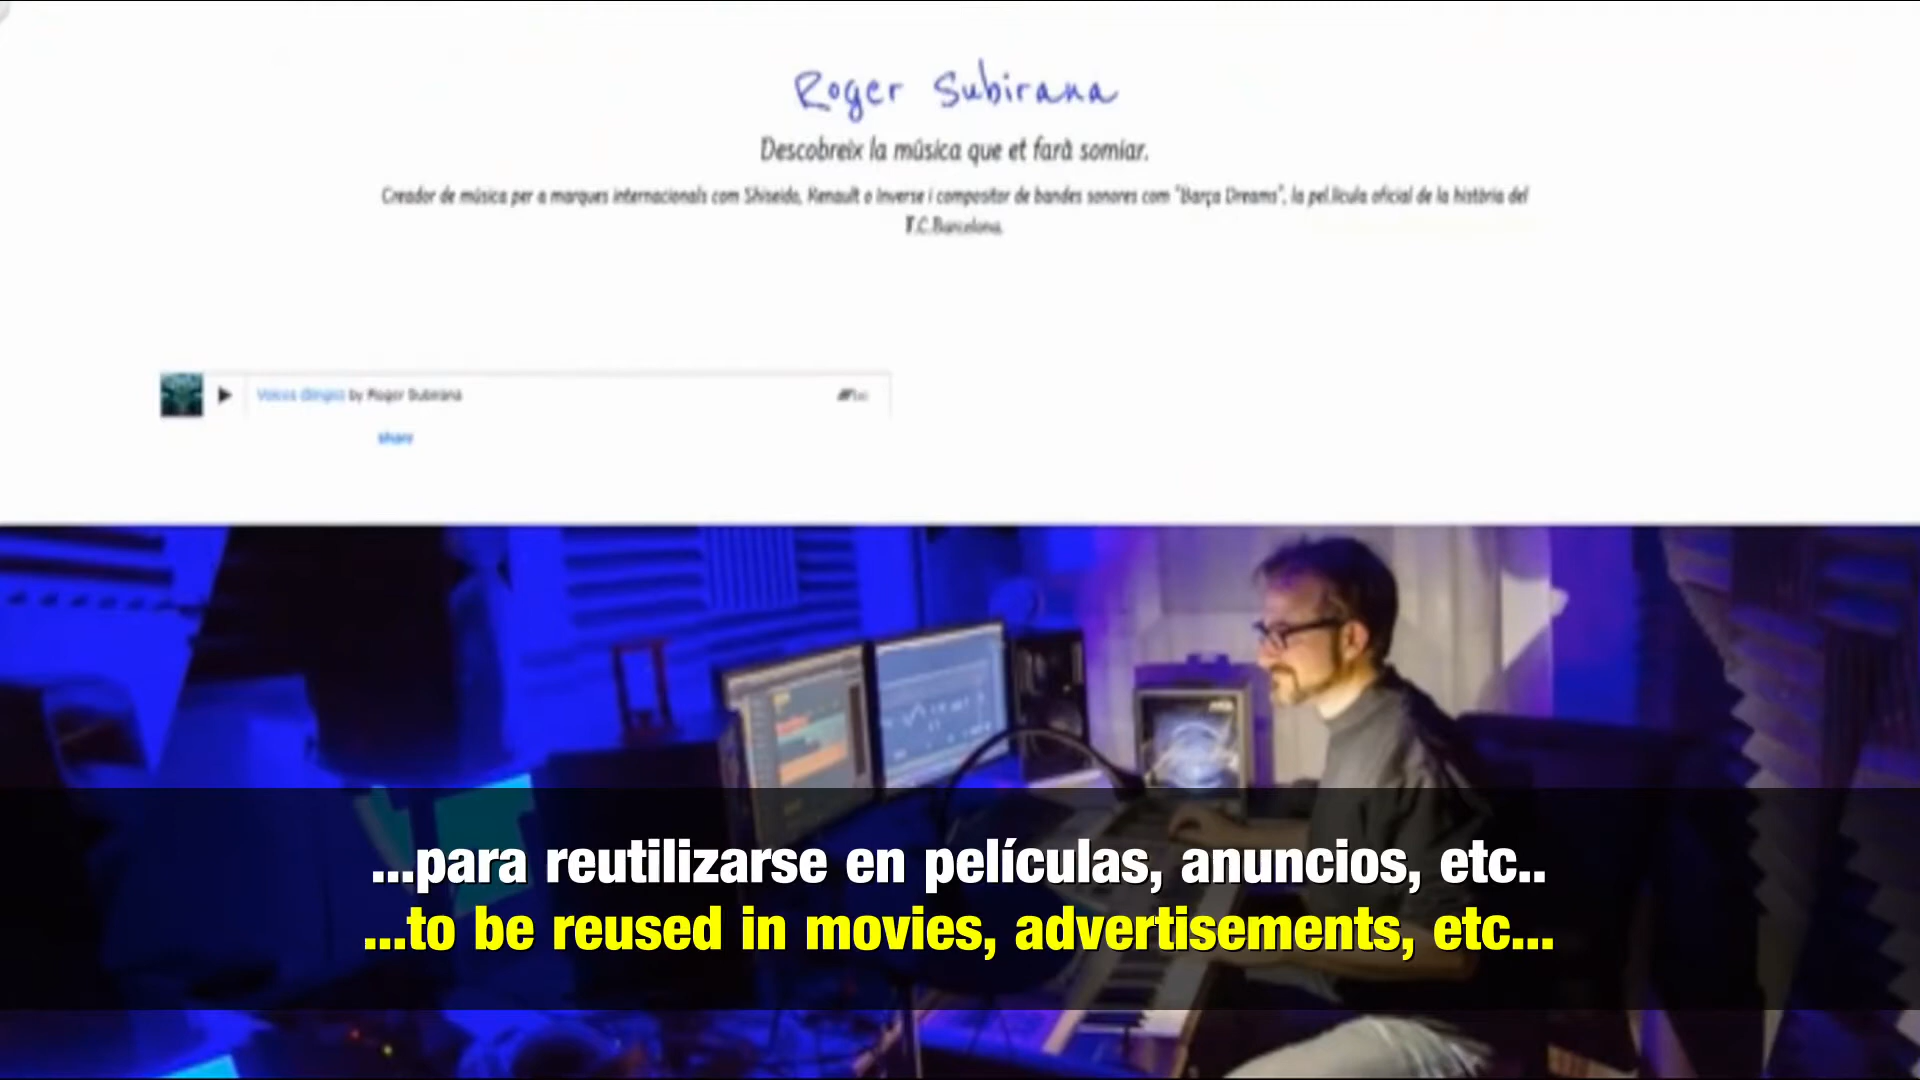 Roger Subirana
Descobreix la música que et farà somiar.
Creador de música per a marques internacionals com Shiseido, Renault o Inverse i compositor de bandes sonores com "Barça Dreams", la pel.lícula oficial de la història del
F.C.Barcelona.
by Roger Subirana
share
...para reutilizarse en películas, anuncios, etc..
...to be reused in movies, advertisements, etc...